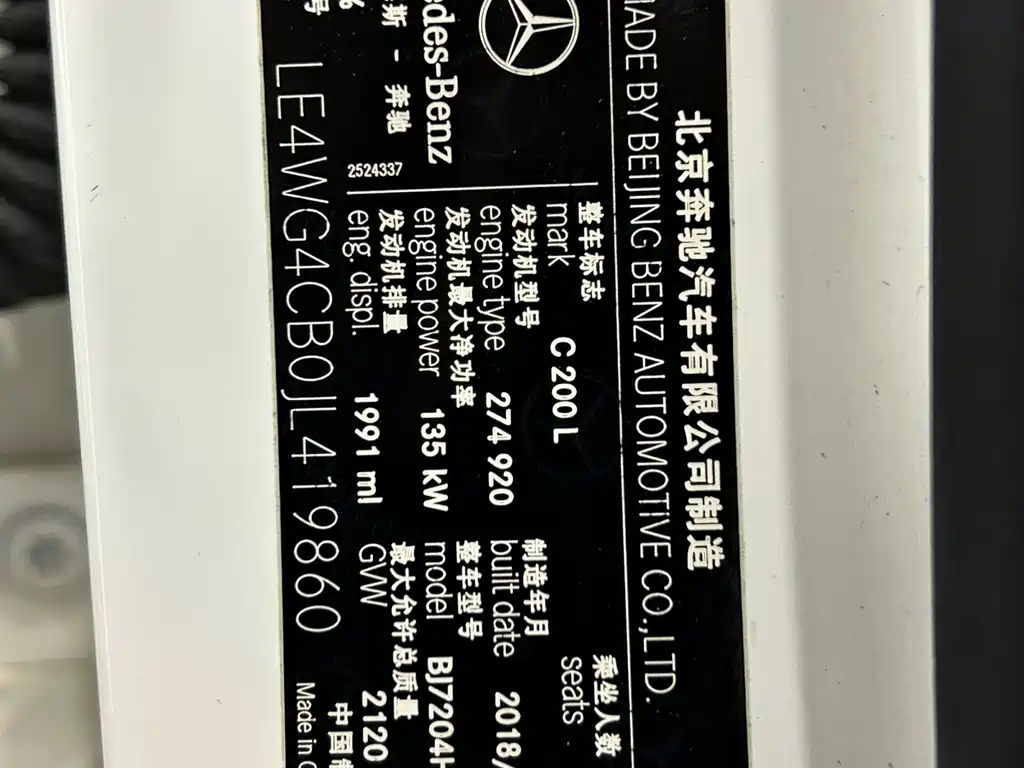 北京奔驰汽车有限公司制造
MADE BY BEIJING BENZ AUTOMOTIVE CO.,LTD.
整车标志
mark C 200 L
乘坐人数
seats
发动机型号
engine type 274 920
制造年月
built date 2018/
发动机最大净功率
engine power 135 kW
整车型号
model BJ7204H
发动机排量
eng. displ. 1991 ml
最大允许总质量
GVW 2120
edes-Benz
斯 - 奔驰
2524337
号
LE4WG4CB0JL419860
中国制
Made in C